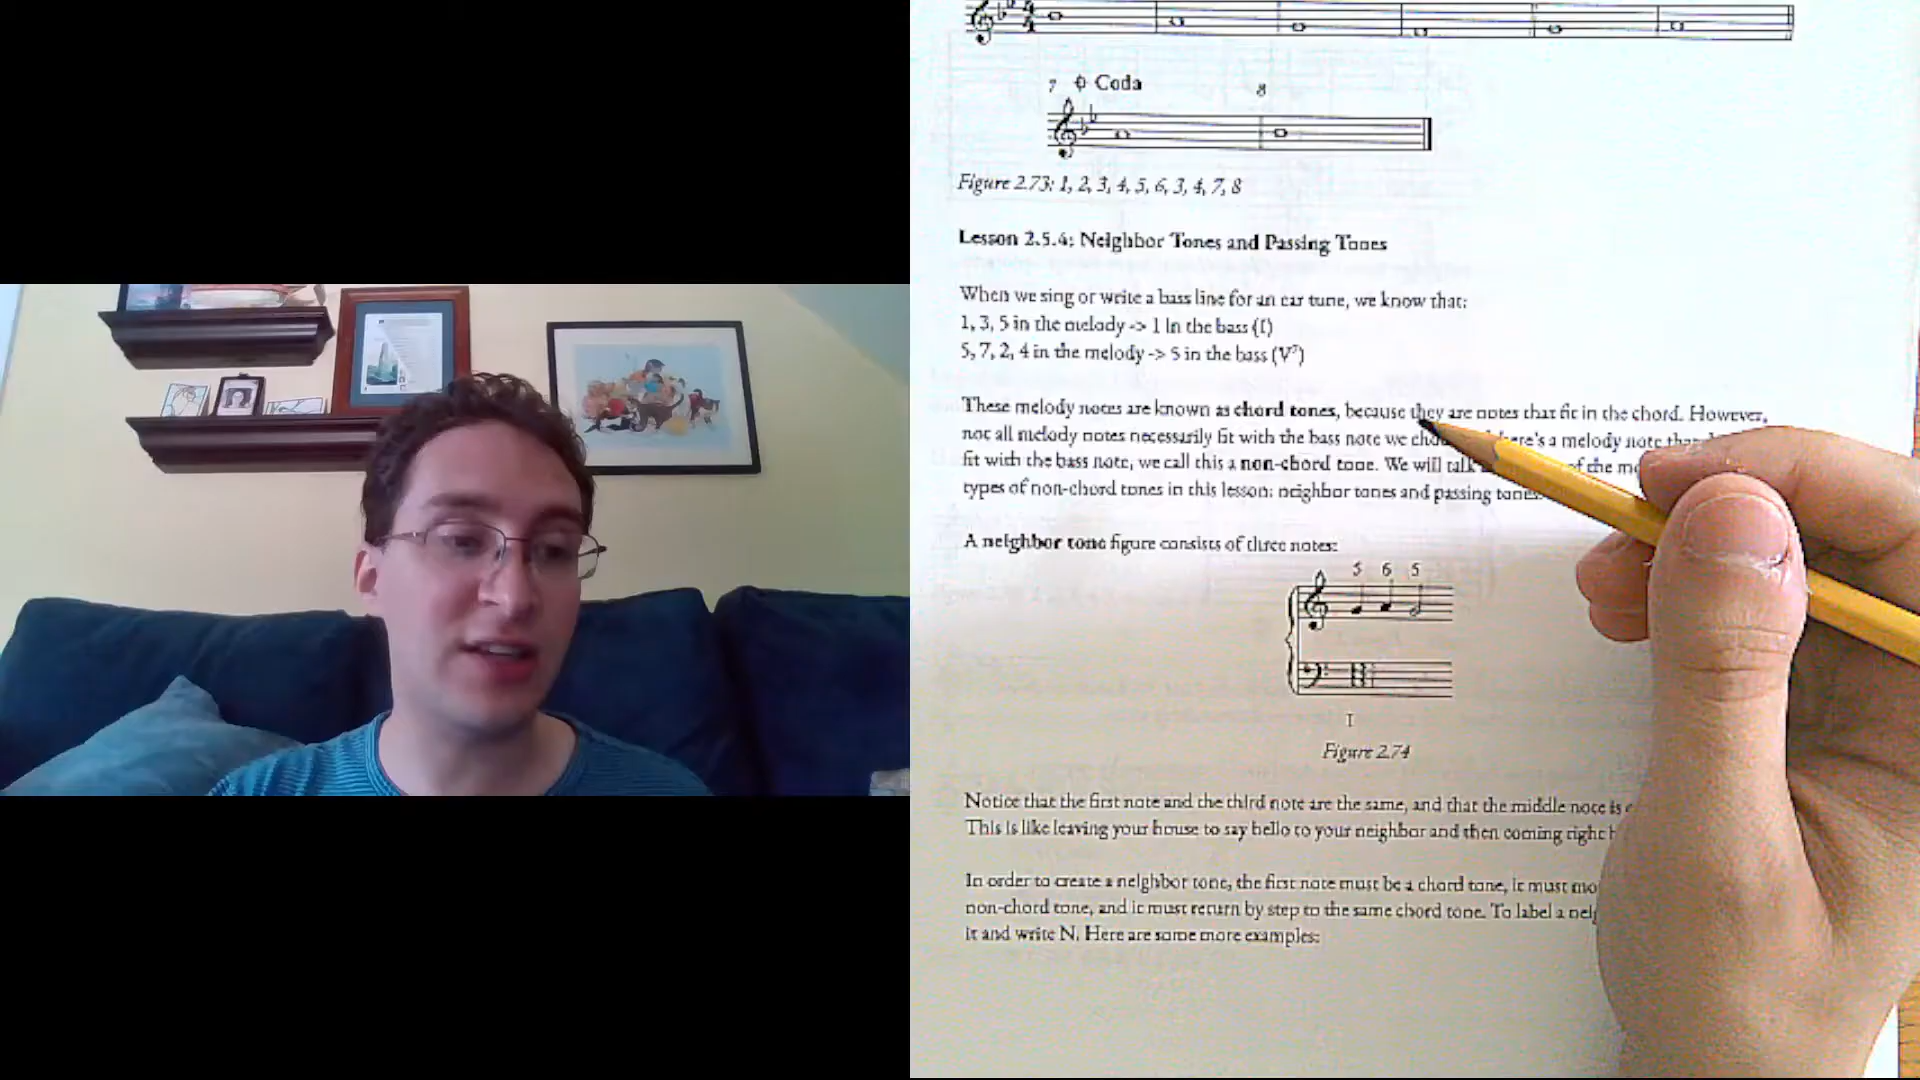 7 Coda 8
Figure 2.73: 1, 2, 3, 4, 5, 6, 3, 4, 7, 8
Lesson 2.5.4: Neighbor Tones and Passing Tones
When we sing or write a bass line for an ear tune, we know that:
1, 3, 5 in the melody -> 1 in the bass (I)
5, 7, 2, 4 in the melody -> 5 in the bass (V⁷)
These melody notes are known as chord tones, because they are notes that fit in the chord. However,
not all melody notes necessarily fit with the bass note we a melody note
fit with the bass note, we call this a non-chord tone. We will talk of the
types of non-chord tones in this lesson: neighbor tones and passing
A neighbor tone figure consists of three notes:
5 6 5
I
Figure 2.74
Notice that the first note and the third note are the same, and that the middle note is
This is like leaving your house to say hello to your neighbor and then coming right
In order to create a neighbor tone, the first note must be a chord tone, it must
non-chord tone, and it must return by step to the same chord tone. To label a
it and write N. Here are some more examples: